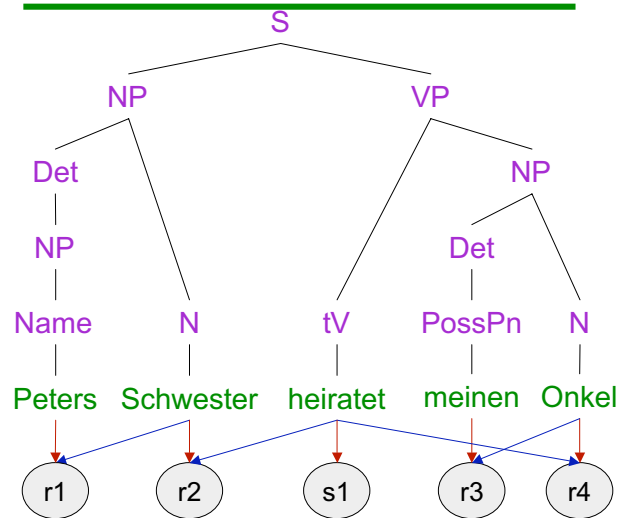 S
NP VP
Det NP
NP Det
Name N tV PossPn N
Peters Schwester heiratet meinen Onkel
r1 r2 s1 r3 r4